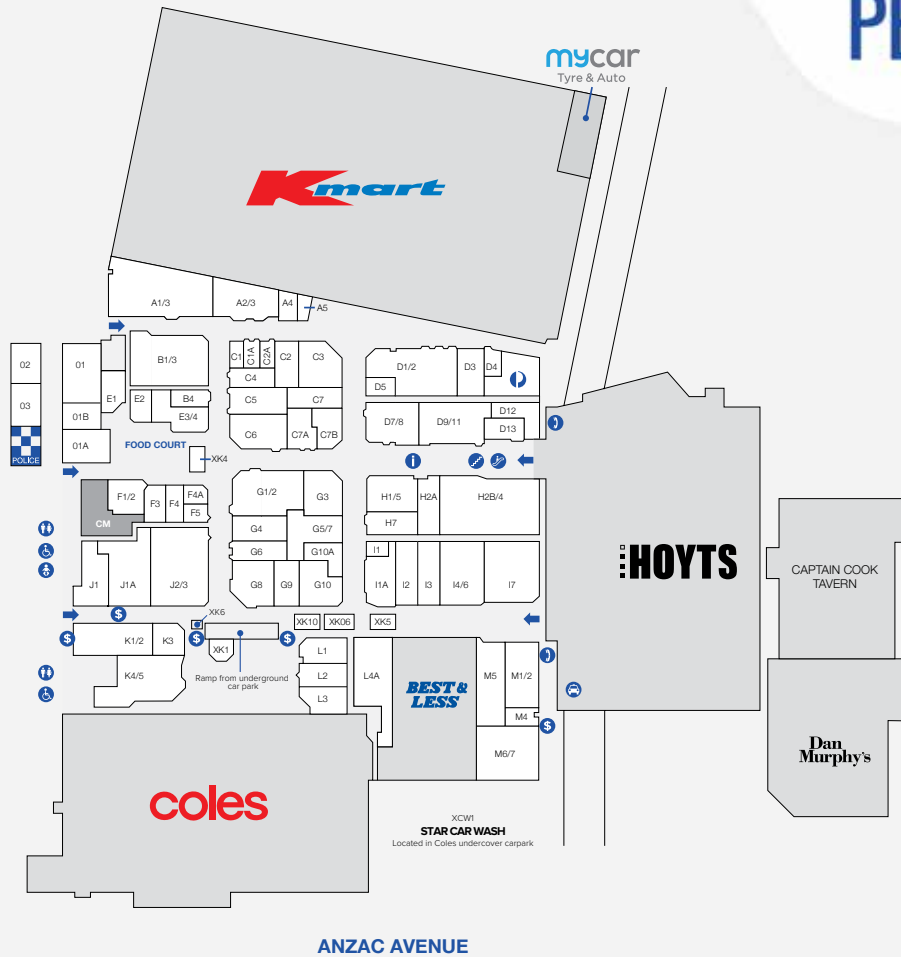 PE
mycar
Tyre & Auto
Kmart
A1/3
A2/3
A4
A5
02
01
B1/3
C1
C1A
C2A
C2
C3
C4
D1/2
D3
D4
D5
03
E1
E2
B4
E3/4
C5
C7
01B
C6
C7A
C7B
D7/8
D9/11
D12
D13
01A
FOOD COURT
POLICE
XK4
i
F1/2
F3
F4
F4A
F5
CM
G1/2
G3
H1/5
H2A
H2B/4
G4
G5/7
H7
G6
G10A
I1
J1
J1A
J2/3
G8
G9
G10
I1A
I2
I3
I4/6
I7
HOYTS
CAPTAIN COOK
TAVERN
$
XK6
XK10
XK06
XK5
$
K1/2
K3
$
$
XK1
L1
K4/5
Ramp from underground
car park
L2
L3
L4A
BEST &
LESS
M5
M1/2
M4
$
M6/7
Dan
Murphy's
coles
XCW1
STAR CAR WASH
Located in Coles undercover carpark
ANZAC AVENUE